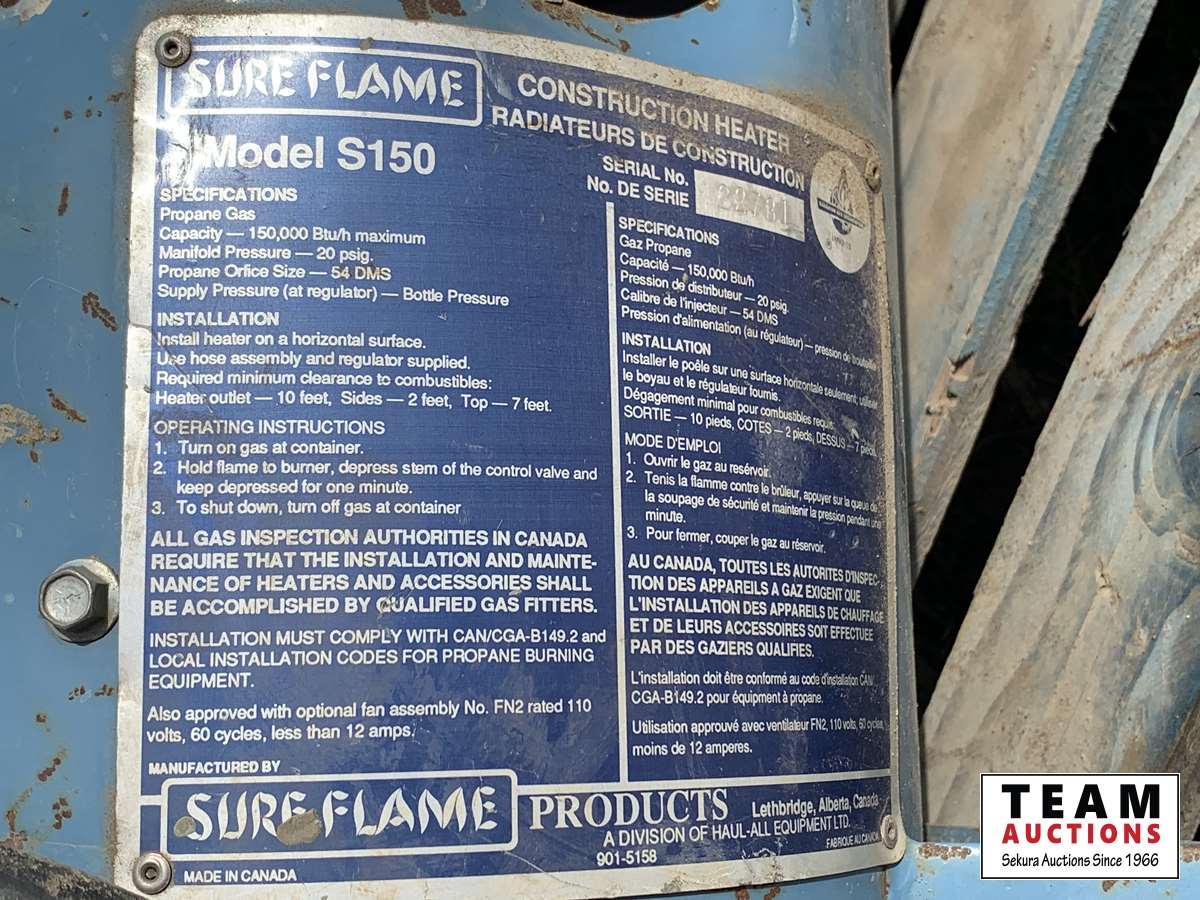 SURE FLAME
CONSTRUCTION HEATER
RADIATEURS DE CONSTRUCTION
Model S150
SERIAL No.
No. DE SERIE
SPECIFICATIONS
Propane Gas
Capacity — 150,000 Btu/h maximum
Manifold Pressure — 20 psig.
Propane Orfice Size — 54 DMS
Supply Pressure (at regulator) — Bottle Pressure
INSTALLATION
Install heater on a horizontal surface.
Use hose assembly and regulator supplied.
Required minimum clearance to combustibles:
Heater outlet — 10 feet, Sides — 2 feet, Top — 7 feet.
OPERATING INSTRUCTIONS
1. Turn on gas at container.
2. Hold flame to burner, depress stem of the control valve and
keep depressed for one minute.
3. To shut down, turn off gas at container
ALL GAS INSPECTION AUTHORITIES IN CANADA
REQUIRE THAT THE INSTALLATION AND MAINTE-
NANCE OF HEATERS AND ACCESSORIES SHALL
BE ACCOMPLISHED BY QUALIFIED GAS FITTERS.
INSTALLATION MUST COMPLY WITH CAN/CGA-B149.2 and
LOCAL INSTALLATION CODES FOR PROPANE BURNING
EQUIPMENT.
Also approved with optional fan assembly No. FN2 rated 110
volts, 60 cycles, less than 12 amps.
SPECIFICATIONS
Gaz Propane
Capacité — 150,000 Btu/h
Pression de distributeur — 20 psig.
Calibre de l'injecteur — 54 DMS
Pression d'alimentation (au régulateur) — pression de bouteille
INSTALLATION
Installer le poêle sur une surface horizontale seulement, utiliser
le boyau et le régulateur fournis.
Dégagement minimal pour combustibles requis:
SORTIE — 10 pieds, COTES — 2 pieds, DESSUS — 7 pieds.
MODE D'EMPLOI
1. Ouvrir le gaz au resérvoir.
2. Tenis la flamme contre le brûleur, appuyer sur la queue de
la soupage de sécurité et maintenir la pression pendant une
minute.
3. Pour fermer, couper le gaz au réservoir.
AU CANADA, TOUTES LES AUTORITES D'INSPEC-
TION DES APPAREILS A GAZ EXIGENT QUE
L'INSTALLATION DES APPAREILS DE CHAUFFAGE
ET DE LEURS ACCESSOIRES SOIT EFFECTUEE
PAR DES GAZIERS QUALIFIES.
L'installation doit être conformé au code d'installation CAN/
CGA-B149.2 pour équipment à propane.
Utilisation approuvé avec ventilateur FN2, 110 volts, 60 cycles,
moins de 12 amperes.
MANUFACTURED BY
SURE FLAME
PRODUCTS Lethbridge, Alberta, Canada
A DIVISION OF HAUL-ALL EQUIPMENT LTD.
901-5158
FABRIQUE AU CANADA
MADE IN CANADA
TEAM
AUCTIONS
Sekura Auctions Since 1966